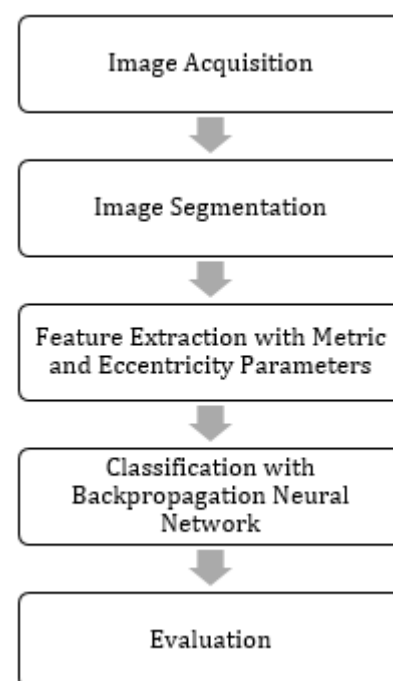 Image Acquisition
Image Segmentation
Feature Extraction with Metric
and Eccentricity Parameters
Classification with
Backpropagation Neural
Network
Evaluation